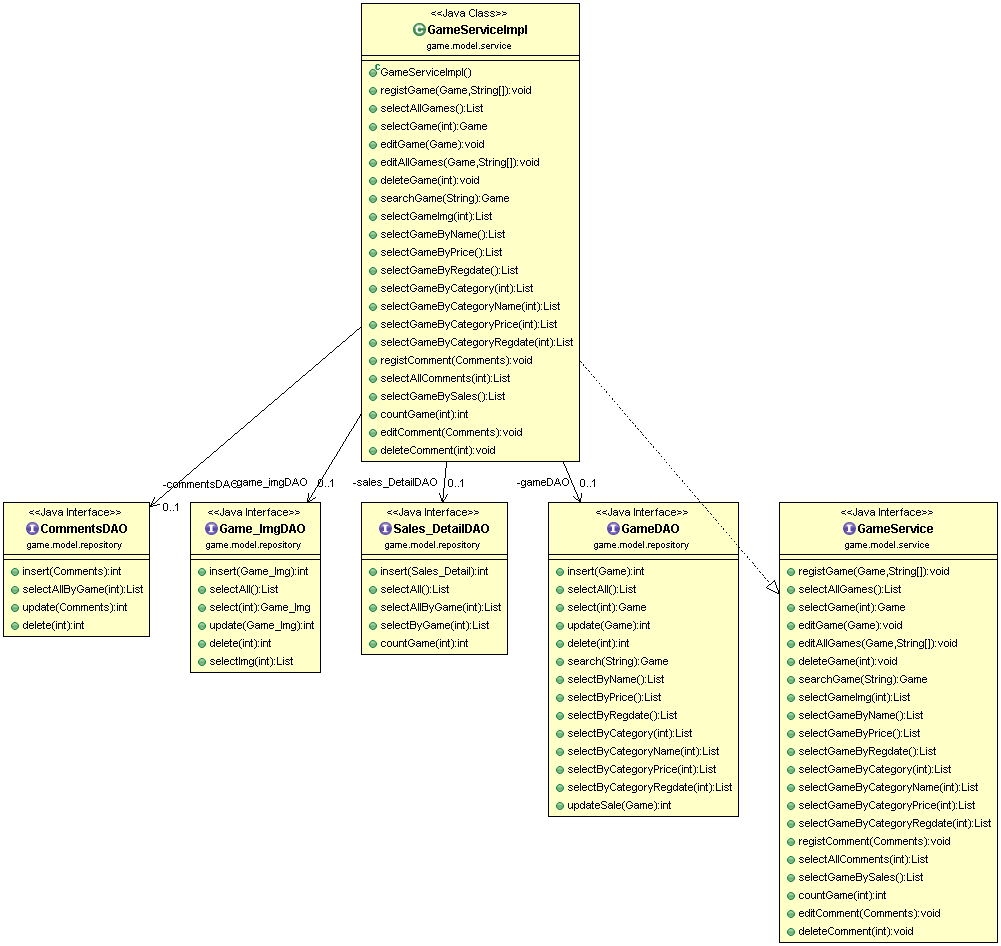 <<Java Class>>
GameServiceImpl
game.model.service
GameServiceImpl()
registGame(Game,String[]):void
selectAllGames():List
selectGame(int):Game
editGame(Game):void
editAllGames(Game,String[]):void
deleteGame(int):void
searchGame(String):Game
selectGameImg(int):List
selectGameByName():List
selectGameByPrice():List
selectGameByRegdate():List
selectGameByCategory(int):List
selectGameByCategoryName(int):List
selectGameByCategoryPrice(int):List
selectGameByCategoryRegdate(int):List
registComment(Comments):void
selectAllComments(int):List
selectGameBySales():List
countGame(int):int
editComment(Comments):void
deleteComment(int):void
-commentsDAO
0..1
-game_imgDAO
0..1
-sales_DetailDAO
0..1
-gameDAO
0..1
<<Java Interface>>
CommentsDAO
game.model.repository
insert(Comments):int
selectAllByGame(int):List
update(Comments):int
delete(int):int
<<Java Interface>>
Game_ImgDAO
game.model.repository
insert(Game_Img):int
selectAll():List
select(int):Game_Img
update(Game_Img):int
delete(int):int
selectImg(int):List
<<Java Interface>>
Sales_DetailDAO
game.model.repository
insert(Sales_Detail):int
selectAll():List
selectAllByGame(int):List
selectByGame(int):List
countGame(int):int
<<Java Interface>>
GameDAO
game.model.repository
insert(Game):int
selectAll():List
select(int):Game
update(Game):int
delete(int):int
search(String):Game
selectByName():List
selectByPrice():List
selectByRegdate():List
selectByCategory(int):List
selectByCategoryName(int):List
selectByCategoryPrice(int):List
selectByCategoryRegdate(int):List
updateSale(Game):int
<<Java Interface>>
GameService
game.model.service
registGame(Game,String[]):void
selectAllGames():List
selectGame(int):Game
editGame(Game):void
editAllGames(Game,String[]):void
deleteGame(int):void
searchGame(String):Game
selectGameImg(int):List
selectGameByName():List
selectGameByPrice():List
selectGameByRegdate():List
selectGameByCategory(int):List
selectGameByCategoryName(int):List
selectGameByCategoryPrice(int):List
selectGameByCategoryRegdate(int):List
registComment(Comments):void
selectAllComments(int):List
selectGameBySales():List
countGame(int):int
editComment(Comments):void
deleteComment(int):void